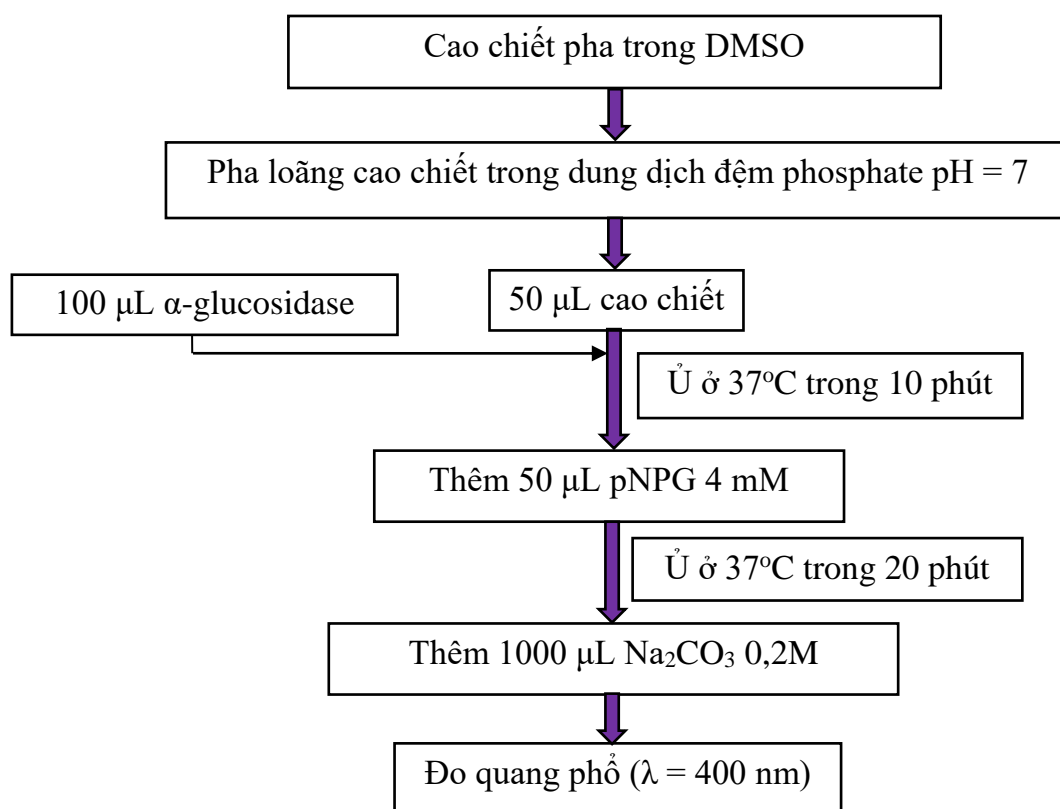 Cao chiết pha trong DMSO
Pha loãng cao chiết trong dung dịch đệm phosphate pH = 7
100 μL α-glucosidase
50 μL cao chiết
Ủ ở 37ºC trong 10 phút
Thêm 50 μL pNPG 4 mM
Ủ ở 37ºC trong 20 phút
Thêm 1000 μL Na₂CO₃ 0,2M
Đo quang phổ (λ = 400 nm)